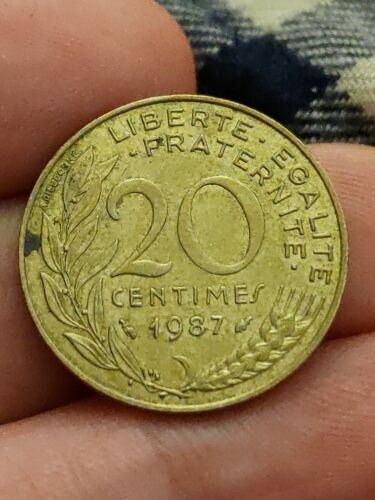 LIBERTE · EGALITE
· FRATERNITE ·
20
CENTIMES
1987